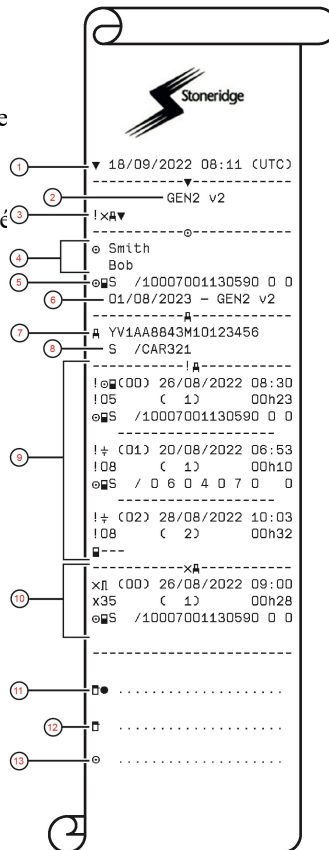 Stoneridge
▼ 18/09/2022 08:11 (UTC)
GEN2 v2
Smith
Bob
S /10007001130590 0 0
01/08/2023 - GEN2 v2
YV1AA8843M10123456
S /CAR321
! (00) 26/08/2022 08:30
!05 ( 1) 00h23
S /10007001130590 0 0
! (01) 20/08/2022 06:53
!08 ( 1) 00h10
S / 0 6 0 4 0 7 0 0
! (02) 28/08/2022 10:03
!08 ( 2) 00h32
---
× (00) 26/08/2022 09:00
x35 ( 1) 00h28
S /10007001130590 0 0
e
é
1
2
3
4
5
6
7
8
9
10
11
12
13